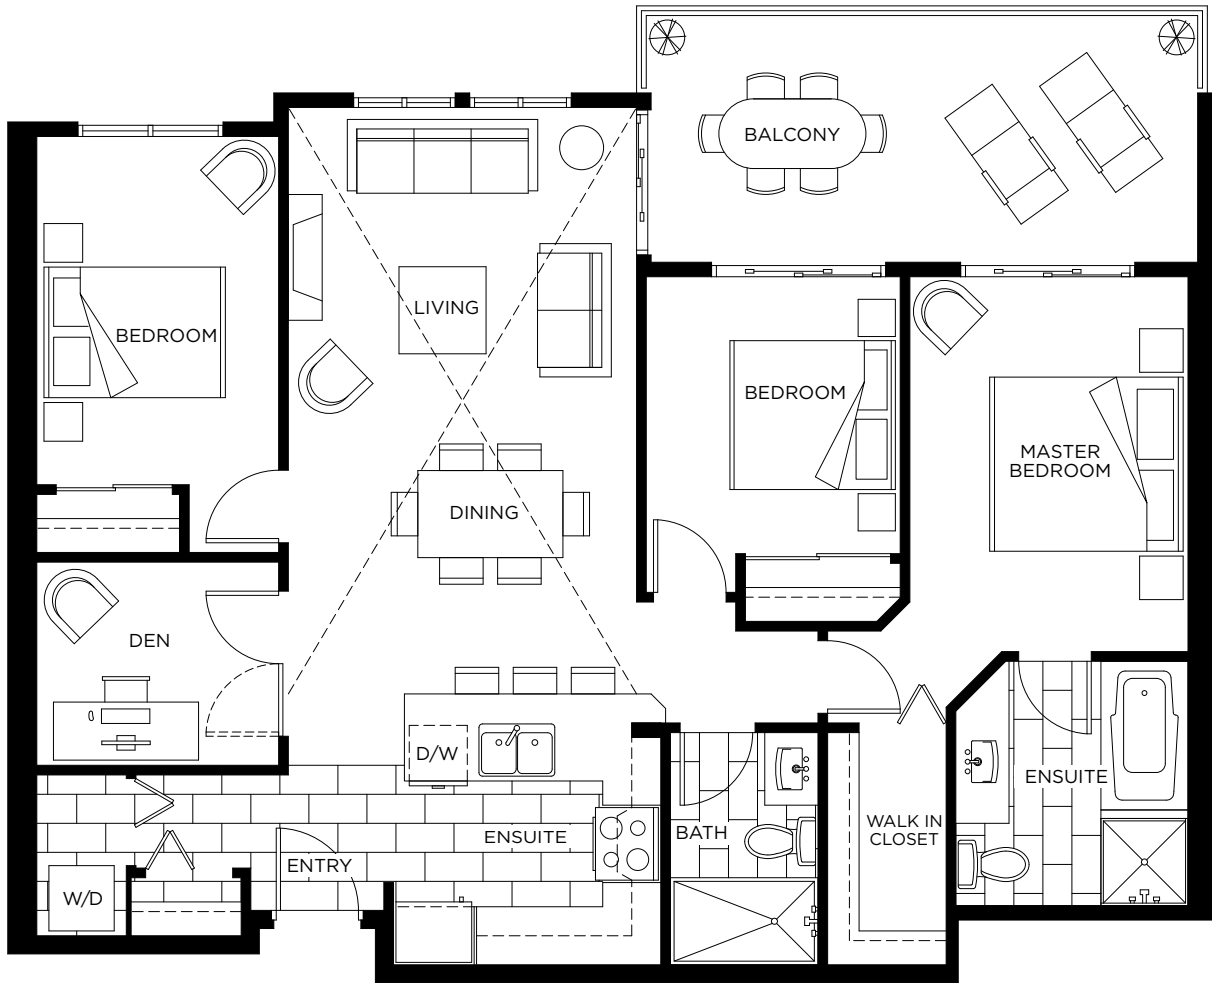 BALCONY
LIVING
BEDROOM
BEDROOM
MASTER
BEDROOM
DINING
DEN
D/W
ENSUITE
ENSUITE
BATH
WALK IN
CLOSET
ENTRY
W/D